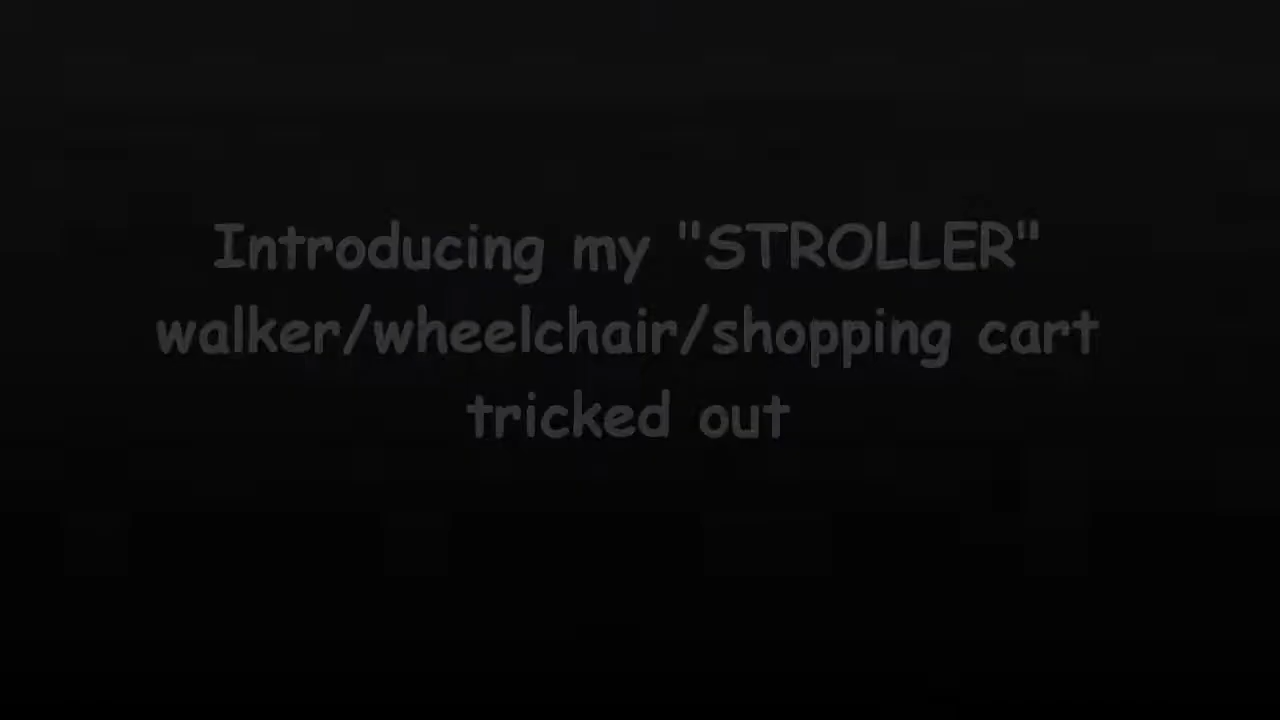 Introducing my "STROLLER"
walker/wheelchair/shopping cart
tricked out